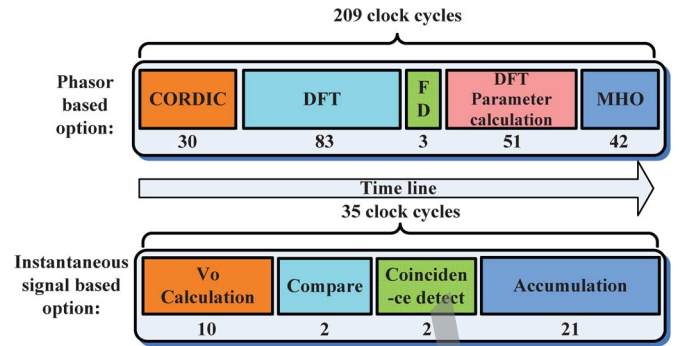 209 clock cycles
Phasor
based
option:
CORDIC
DFT
F
D
DFT
Parameter
calculation
MHO
30
83
3
51
42
Time line
35 clock cycles
Instantaneous
signal based
option:
Vo
Calculation
Compare
Coinciden
-ce detect
Accumulation
10
2
2
21